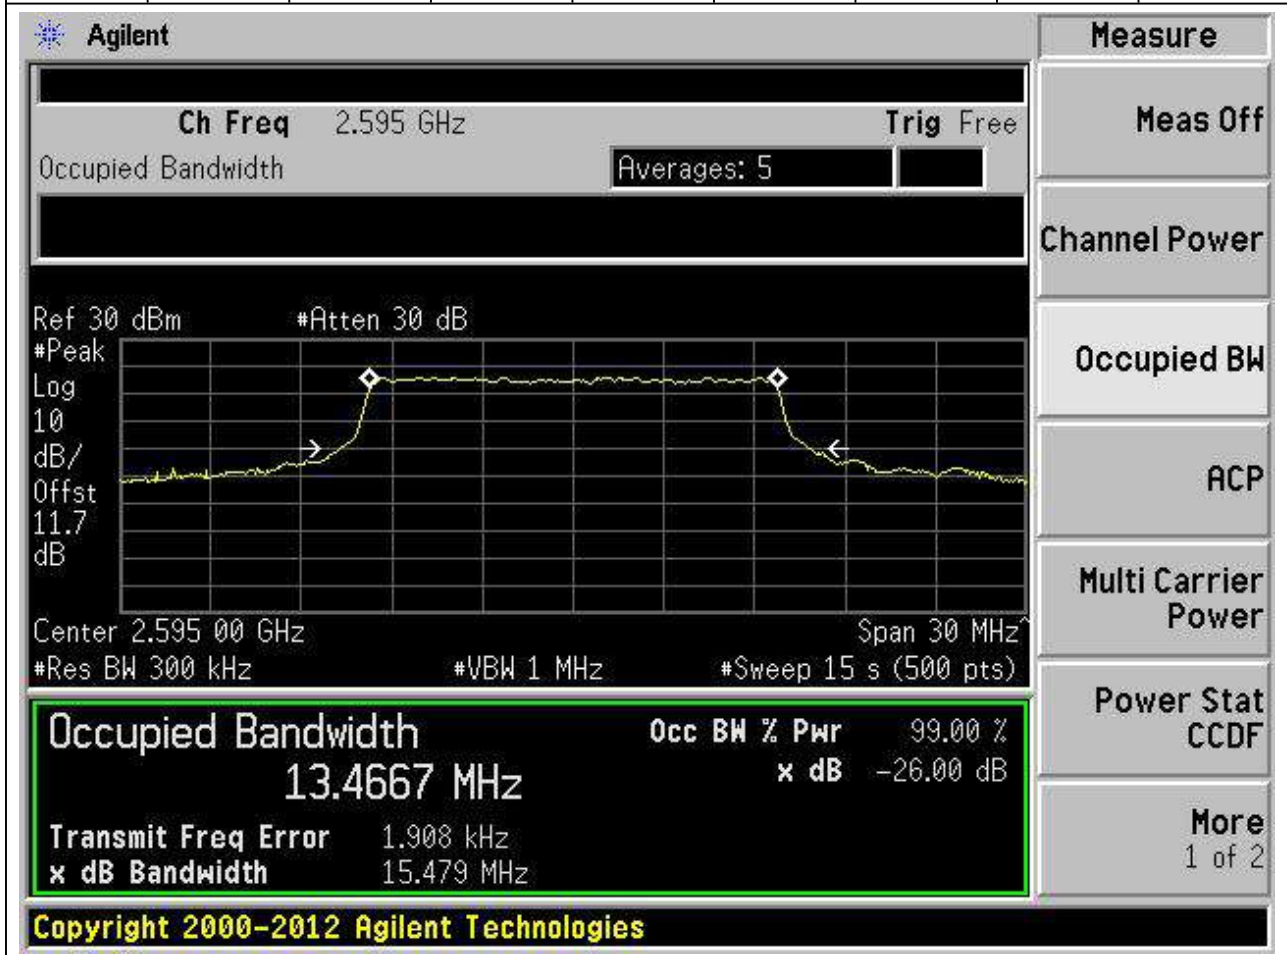 Agilent
Measure
Ch Freq 2.595 GHz Trig Free
Occupied Bandwidth Averages: 5
Ref 30 dBm #Atten 30 dB
#Peak
Log
10
dB/
Offst
11.7
dB
Center 2.595 00 GHz Span 30 MHz^
#Res BW 300 kHz #VBW 1 MHz #Sweep 15 s (500 pts)
Occupied Bandwidth Occ BW % Pwr 99.00 %
13.4667 MHz x dB -26.00 dB
Transmit Freq Error 1.908 kHz
x dB Bandwidth 15.479 MHz
Meas Off
Channel Power
Occupied BW
ACP
Multi Carrier
Power
Power Stat
CCDF
More
1 of 2
Copyright 2000-2012 Agilent Technologies